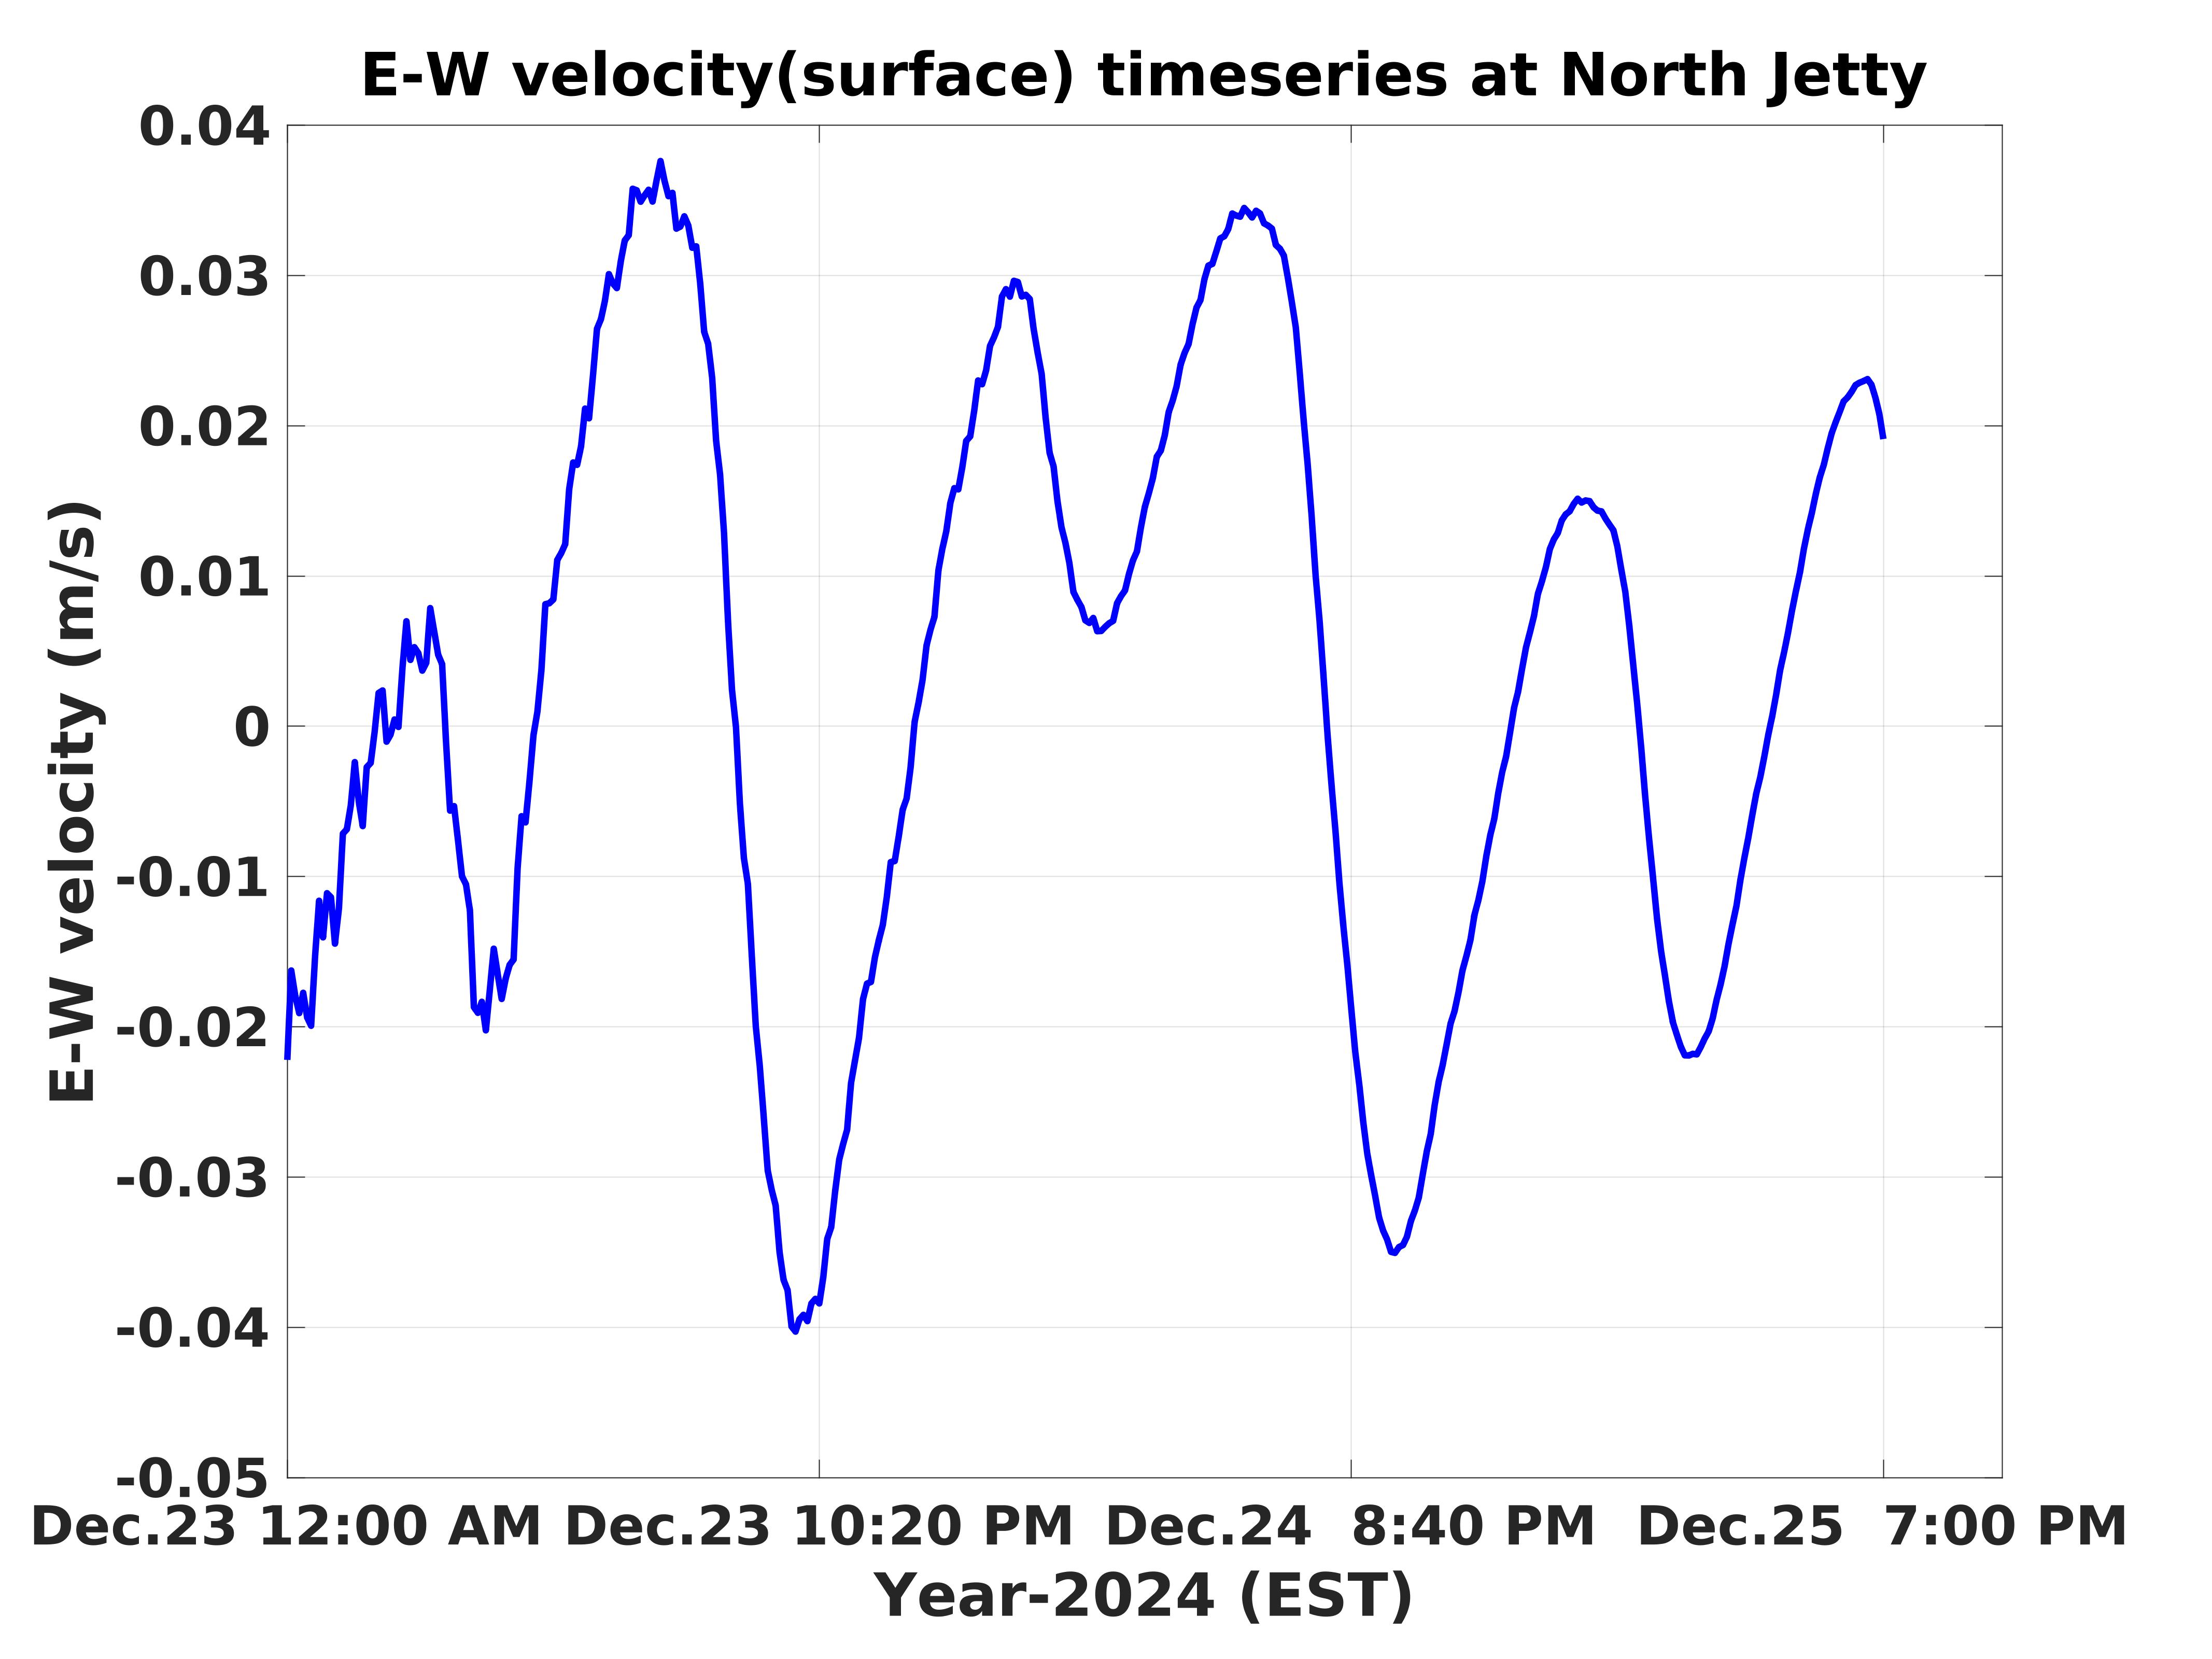 E-W velocity(surface) timeseries at North Jetty
0.04
0.03
0.02
0.01
0
-0.01
-0.02
-0.03
-0.04
-0.05
E-W velocity (m/s)
Dec.23 12:00 AM Dec.23 10:20 PM Dec.24 8:40 PM Dec.25 7:00 PM
Year-2024 (EST)